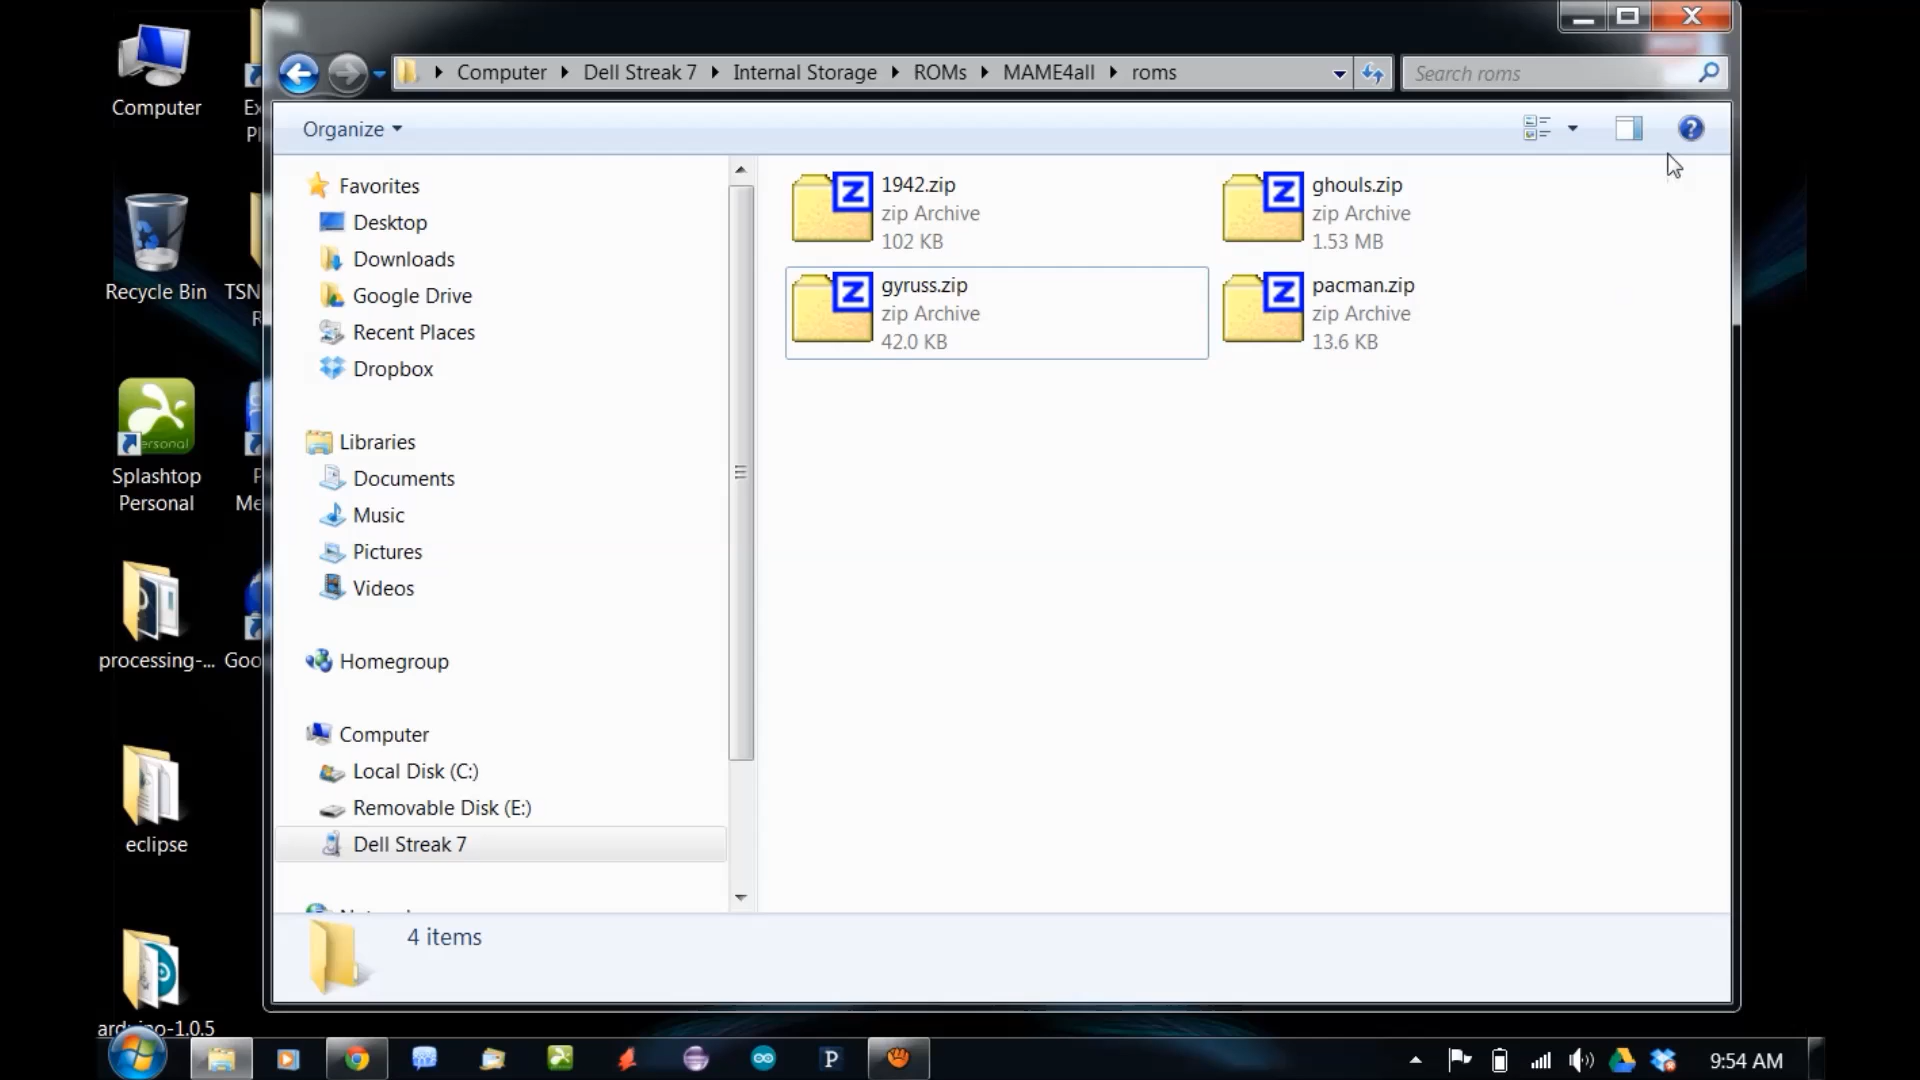 Computer
Recycle Bin
Splashtop
Personal
processing-...
eclipse
arduino-1.0.5
Ex
Pl
TSN
R
P
Me
Goo
Computer Dell Streak 7 Internal Storage ROMs MAME4all roms
Search roms
Organize
Favorites
Desktop
Downloads
Google Drive
Recent Places
Dropbox
Libraries
Documents
Music
Pictures
Videos
Homegroup
Computer
Local Disk (C:)
Removable Disk (E:)
Dell Streak 7
1942.zip
zip Archive
102 KB
ghouls.zip
zip Archive
1.53 MB
gyruss.zip
zip Archive
42.0 KB
pacman.zip
zip Archive
13.6 KB
4 items
9:54 AM